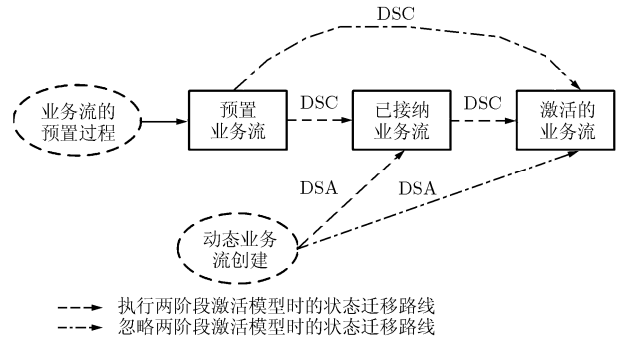 DSC
业务流的
预置过程
预置
业务流
DSC
已接纳
业务流
DSC
激活的
业务流
DSA
DSA
动态业务
流创建
执行两阶段激活模型时的状态迁移路线
忽略两阶段激活模型时的状态迁移路线